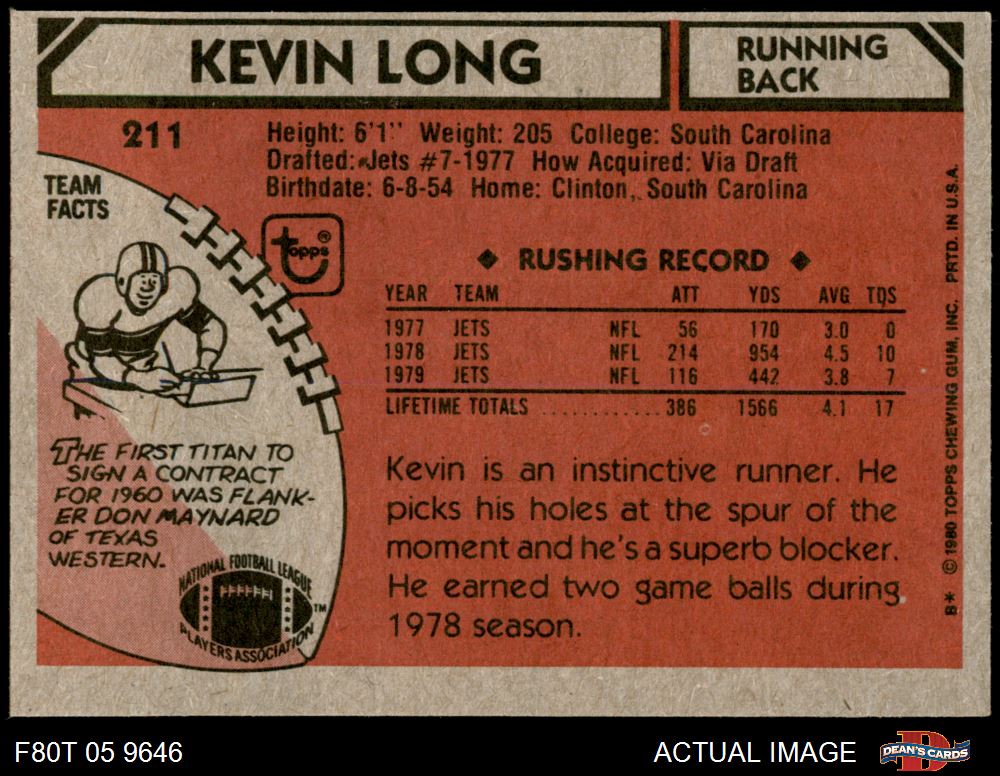 KEVIN LONG
RUNNING
BACK
211
Height: 6'1" Weight: 205 College: South Carolina
Drafted: Jets #7-1977 How Acquired: Via Draft
Birthdate: 6-8-54 Home: Clinton, South Carolina
TEAM
FACTS
topps®
THE FIRST TITAN TO
SIGN A CONTRACT
FOR 1960 WAS FLANK-
ER DON MAYNARD
OF TEXAS
WESTERN.
NATIONAL FOOTBALL LEAGUE
PLAYERS ASSOCIATION
TM
◆ RUSHING RECORD ◆
YEAR TEAM ATT YDS AVG TDS
1977 JETS NFL 56 170 3.0 0
1978 JETS NFL 214 954 4.5 10
1979 JETS NFL 116 442 3.8 7
LIFETIME TOTALS ............ 386 1566 4.1 17
Kevin is an instinctive runner. He
picks his holes at the spur of the
moment and he's a superb blocker.
He earned two game balls during
1978 season.
B* © 1980 TOPPS CHEWING GUM, INC. PRTD. IN U.S.A.
F80T 05 9646
ACTUAL IMAGE
D
DEAN'S CARDS